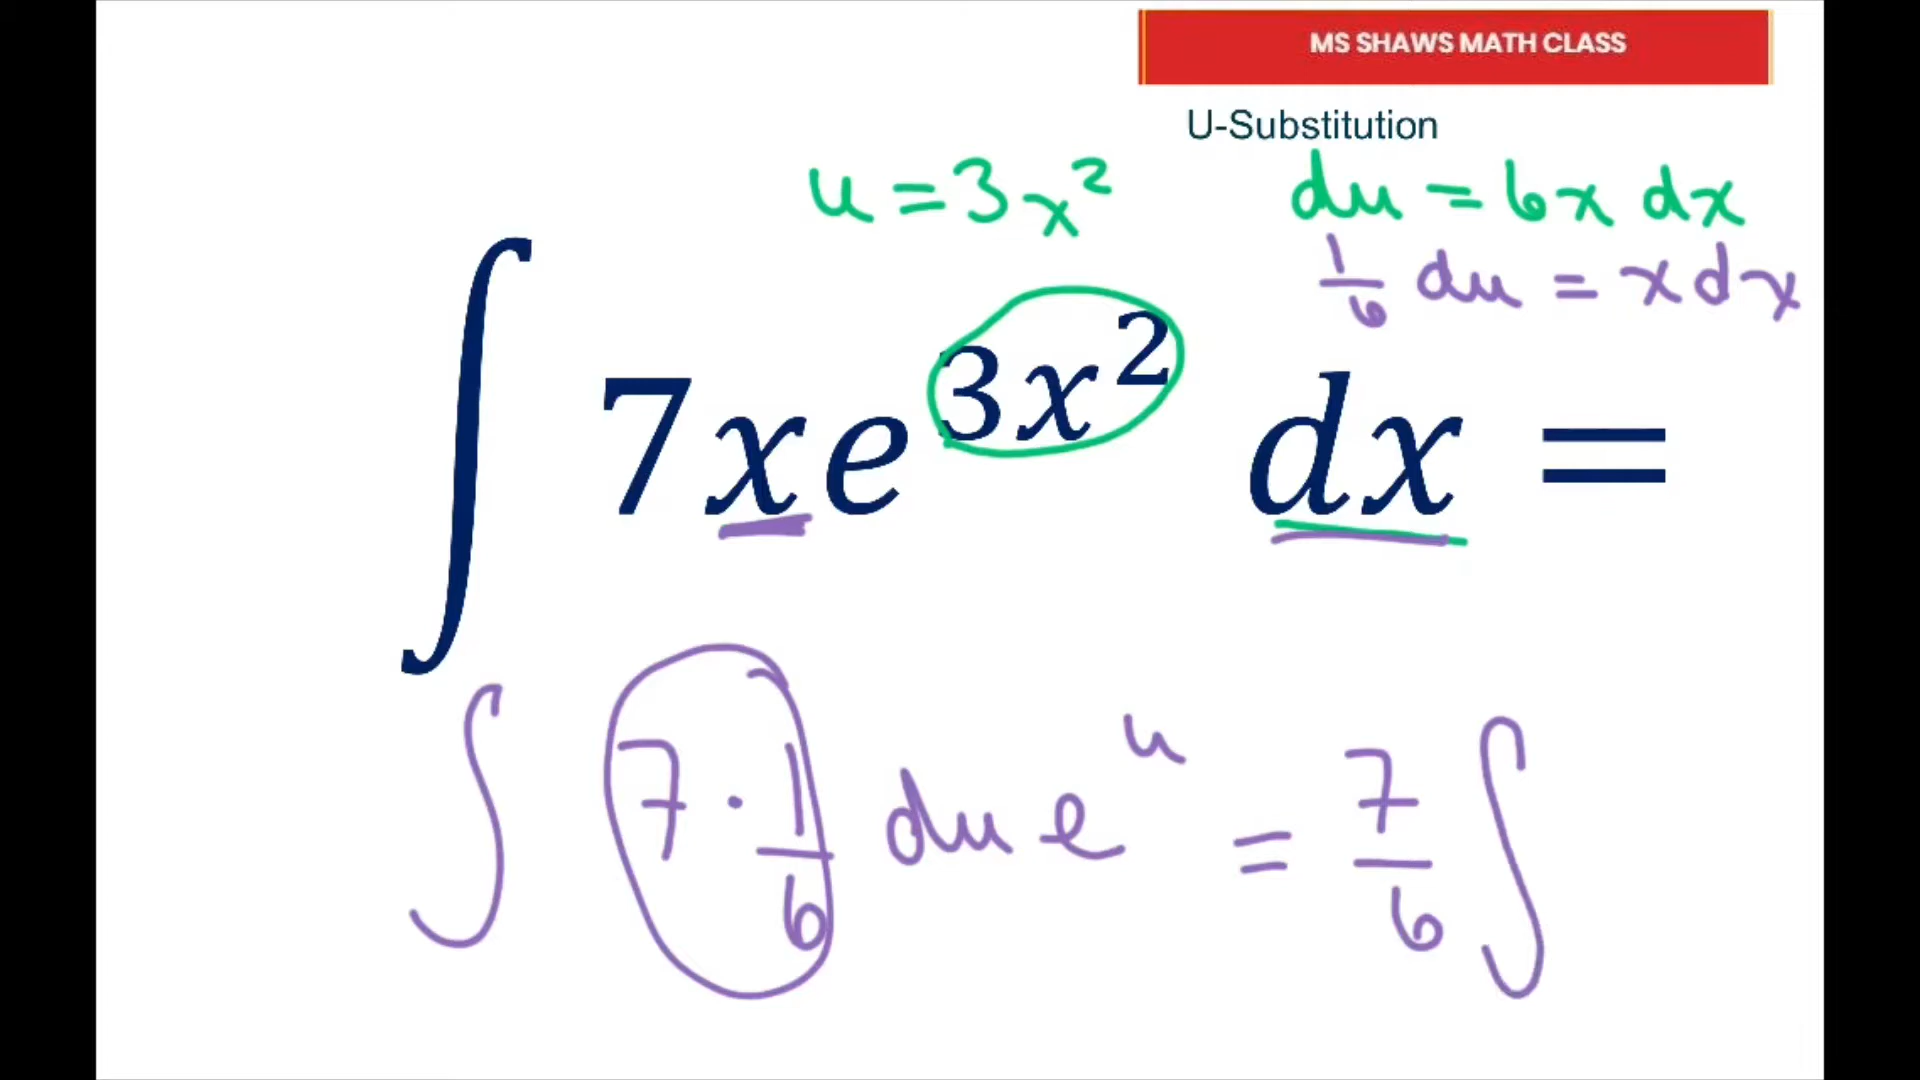 MS SHAWS MATH CLASS
U-Substitution
u = 3x² du = 6x dx
1/6 du = x dx
∫ 7xe^{3x²} dx =
∫ 7 · 1/6 du e^u = 7/6 ∫